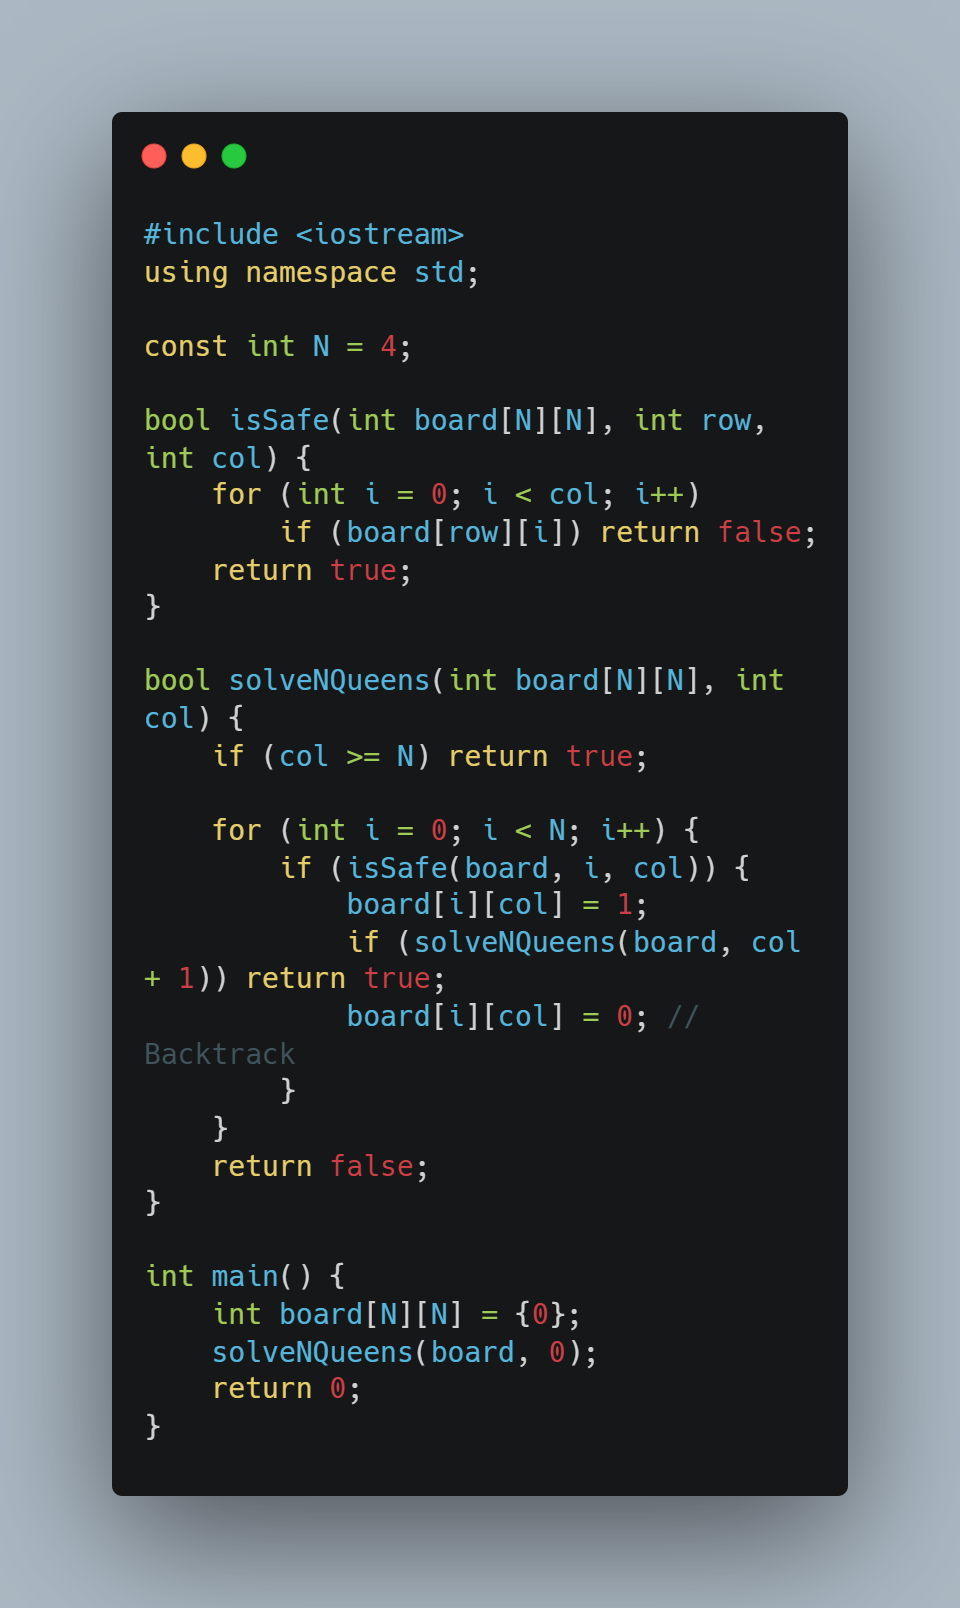 #include <iostream>
using namespace std;

const int N = 4;

bool isSafe(int board[N][N], int row,
int col) {
    for (int i = 0; i < col; i++)
        if (board[row][i]) return false;
    return true;
}

bool solveNQueens(int board[N][N], int
col) {
    if (col >= N) return true;

    for (int i = 0; i < N; i++) {
        if (isSafe(board, i, col)) {
            board[i][col] = 1;
            if (solveNQueens(board, col
+ 1)) return true;
            board[i][col] = 0; //
Backtrack
        }
    }
    return false;
}

int main() {
    int board[N][N] = {0};
    solveNQueens(board, 0);
    return 0;
}